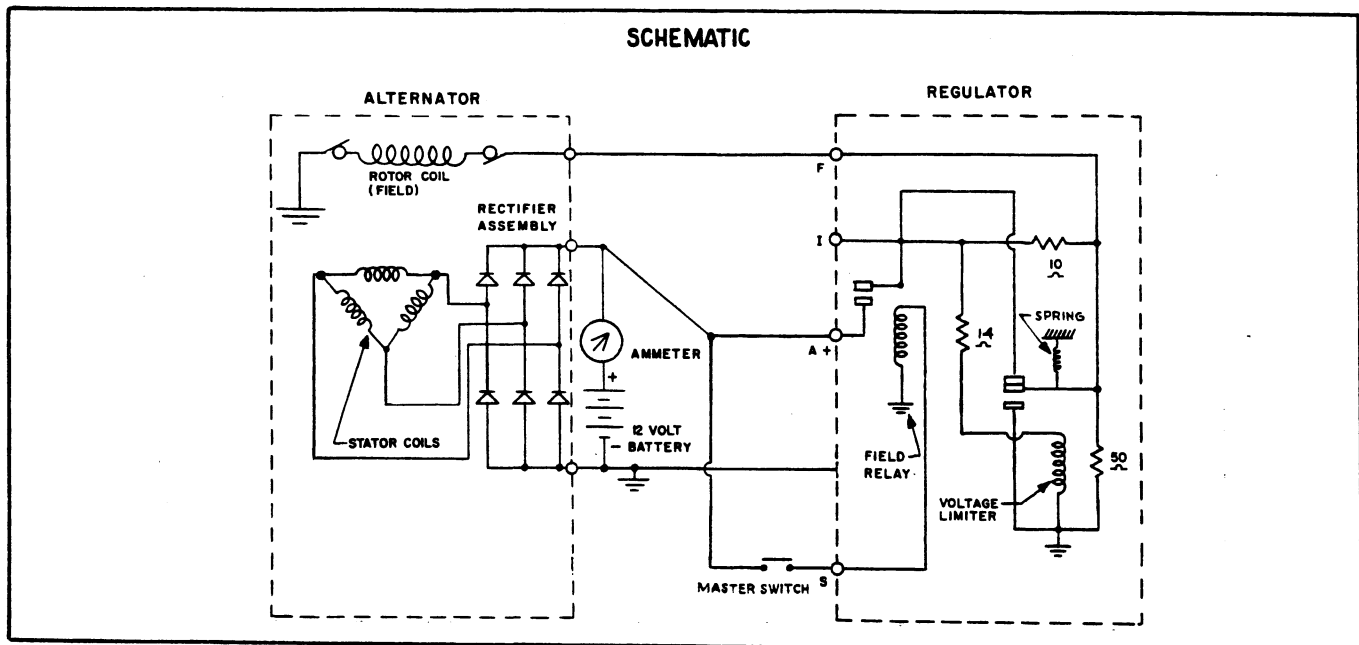 SCHEMATIC
ALTERNATOR
REGULATOR
ROTOR COIL
(FIELD)
F
RECTIFIER
ASSEMBLY
I
10
Ω
SPRING
14
Ω
AMMETER
A +
+
STATOR COILS
12 VOLT
- BATTERY
FIELD
RELAY
50
Ω
VOLTAGE
LIMITER
MASTER SWITCH
S